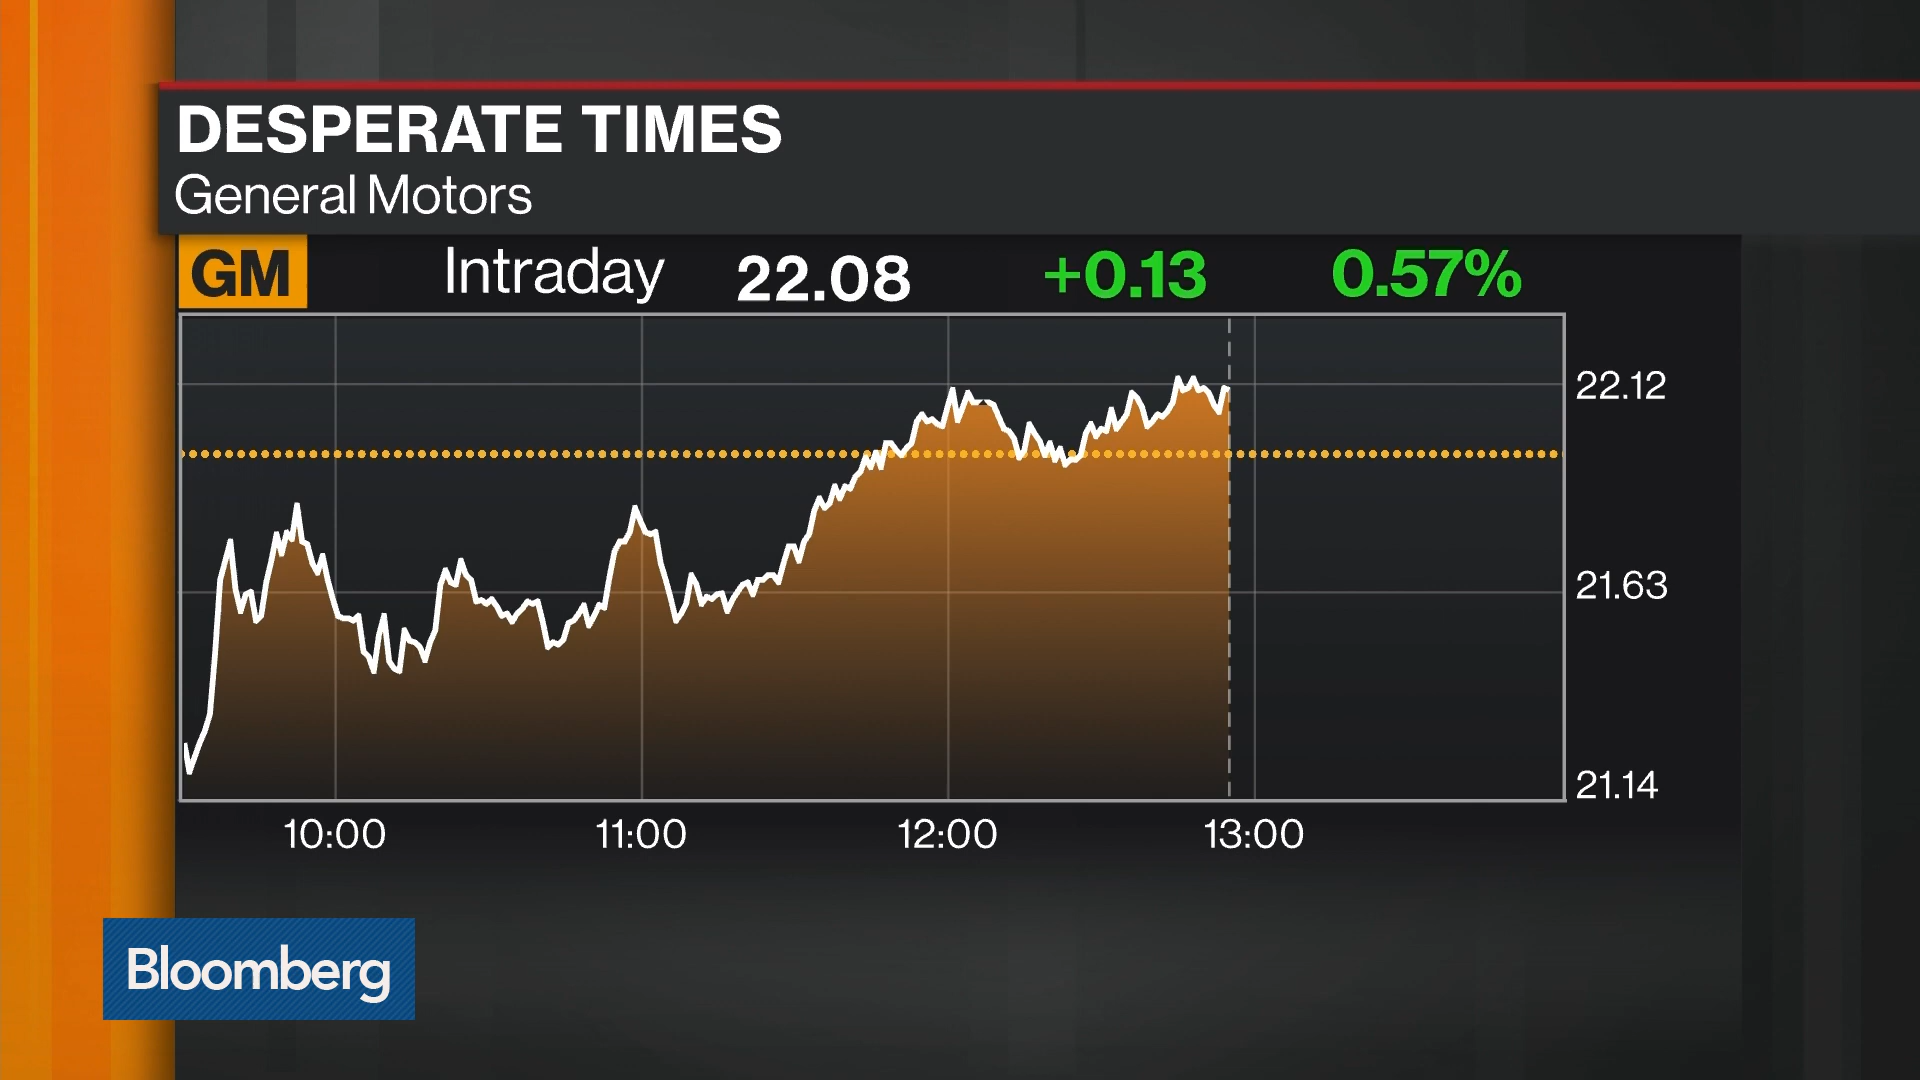 DESPERATE TIMES
General Motors
GM Intraday 22.08 +0.13 0.57%
22.12
21.63
21.14
10:00 11:00 12:00 13:00
Bloomberg